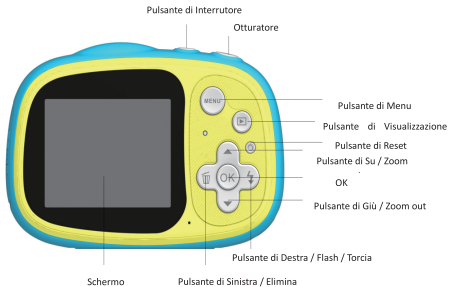 Pulsante di Interrutore
Otturatore
MENU
Pulsante di Menu
Pulsante di Visualizzazione
Pulsante di Reset
Pulsante di Su / Zoom
OK
OK
Pulsante di Giù / Zoom out
Pulsante di Destra / Flash / Torcia
Schermo
Pulsante di Sinistra / Elimina